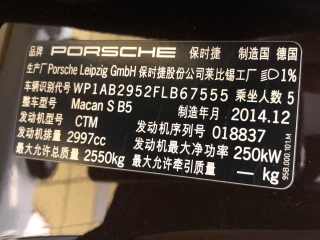 品牌 PORSCHE 保时捷 制造国 德国
生产厂 Porsche Leipzig GmbH 保时捷股份公司莱比锡工厂 1%
车辆识别代号 WP1AB2952FLB67555 乘坐人数 5
整车型号 Macan S B5 制造年月 2014.12
发动机型号 CTM 发动机序列号 018837
发动机排量 2997cc 发动机最大净功率 250kW
最大允许总质量 2550kg 最大允许牵引质量 — kg
95B.000.101.M